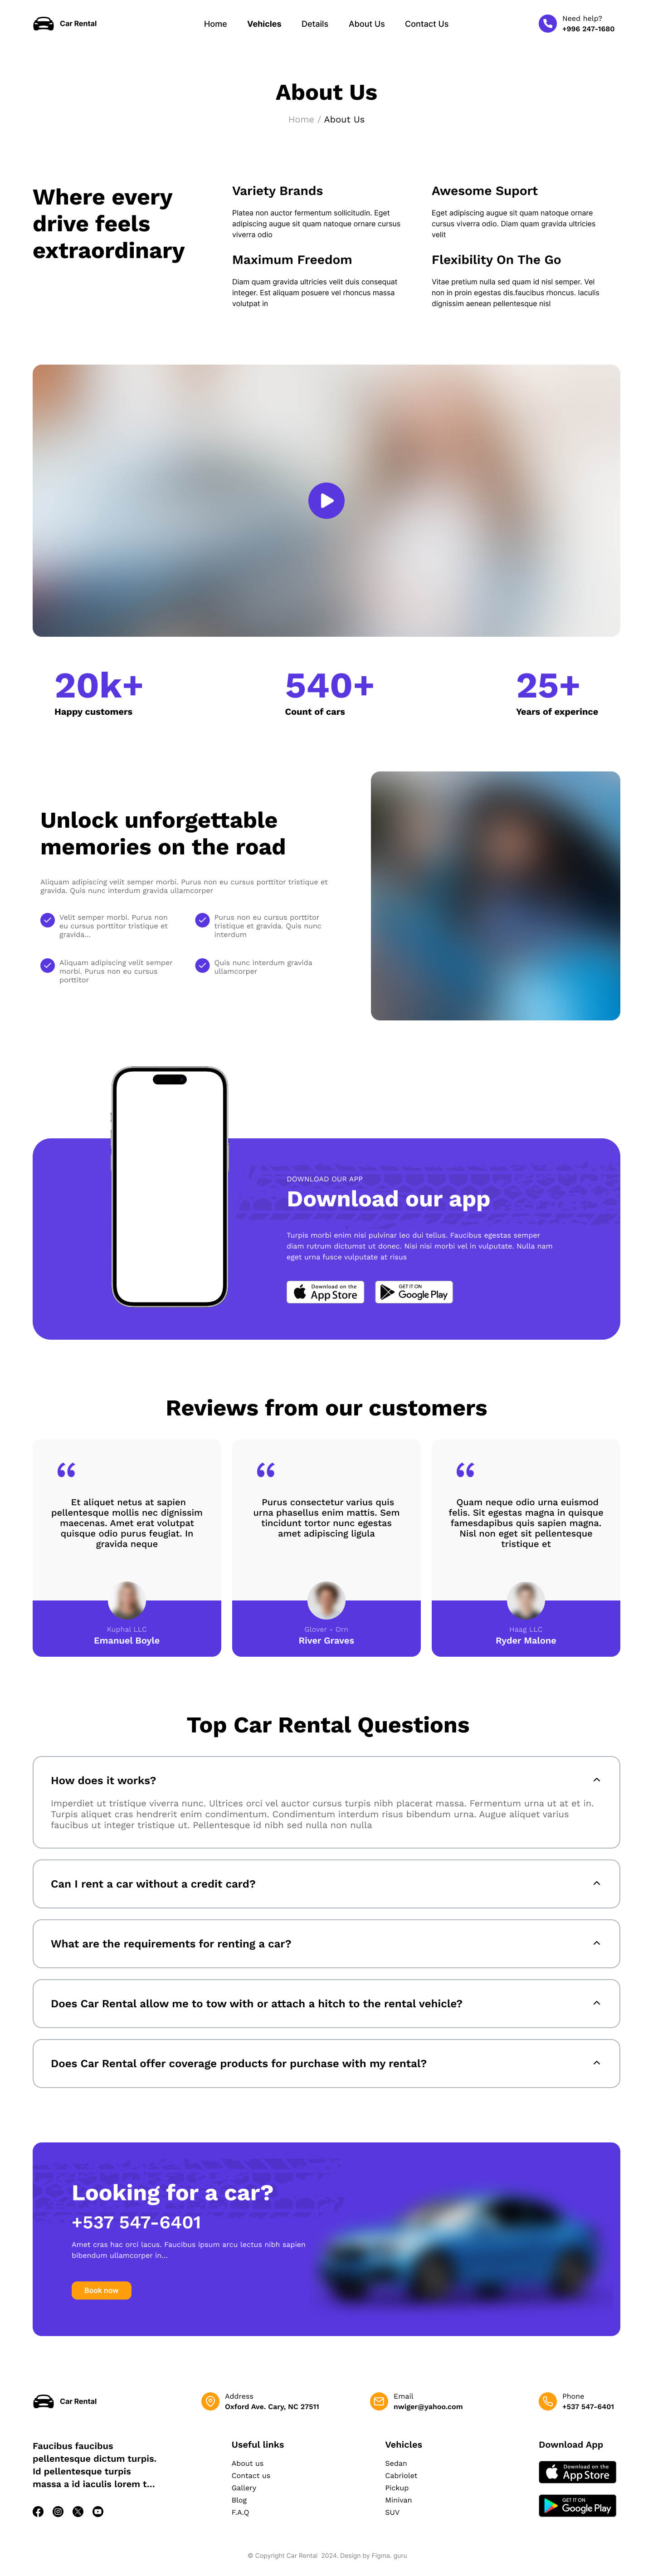 Car Rental
Home
Vehicles
Details
About Us
Contact Us
Need help?
+996 247-1680
About Us
Home / About Us
Where every
drive feels
extraordinary
Variety Brands
Platea non auctor fermentum sollicitudin. Eget
adipiscing augue sit quam natoque ornare cursus
viverra odio
Awesome Suport
Eget adipiscing augue sit quam natoque ornare
cursus viverra odio. Diam quam gravida ultricies
velit
Maximum Freedom
Diam quam gravida ultricies velit duis consequat
integer. Est aliquam posuere vel rhoncus massa
volutpat in
Flexibility On The Go
Vitae pretium nulla sed quam id nisl semper. Vel
non in proin egestas dis.faucibus rhoncus. Iaculis
dignissim aenean pellentesque nisl
20k+
Happy customers
540+
Count of cars
25+
Years of experince
Unlock unforgettable
memories on the road
Aliquam adipiscing velit semper morbi. Purus non eu cursus porttitor tristique et
gravida. Quis nunc interdum gravida ullamcorper
Velit semper morbi. Purus non
eu cursus porttitor tristique et
gravida...
Purus non eu cursus porttitor
tristique et gravida. Quis nunc
interdum
Aliquam adipiscing velit semper
morbi. Purus non eu cursus
porttitor
Quis nunc interdum gravida
ullamcorper
DOWNLOAD OUR APP
Download our app
Turpis morbi enim nisi pulvinar leo dui tellus. Faucibus egestas semper
diam rutrum dictumst ut donec. Nisi nisi morbi vel in vulputate. Nulla nam
eget urna fusce vulputate at risus
Download on the
App Store
GET IT ON
Google Play
Reviews from our customers
“
Et aliquet netus at sapien
pellentesque mollis nec dignissim
maecenas. Amet erat volutpat
quisque odio purus feugiat. In
gravida neque
Kuphal LLC
Emanuel Boyle
“
Purus consectetur varius quis
urna phasellus enim mattis. Sem
tincidunt tortor nunc egestas
amet adipiscing ligula
Glover - Orn
River Graves
“
Quam neque odio urna euismod
felis. Sit egestas magna in quisque
famesdapibus quis sapien magna.
Nisl non eget sit pellentesque
tristique et
Haag LLC
Ryder Malone
Top Car Rental Questions
How does it works?
Imperdiet ut tristique viverra nunc. Ultrices orci vel auctor cursus turpis nibh placerat massa. Fermentum urna ut at et in.
Turpis aliquet cras hendrerit enim condimentum. Condimentum interdum risus bibendum urna. Augue aliquet varius
faucibus ut integer tristique ut. Pellentesque id nibh sed nulla non nulla
Can I rent a car without a credit card?
What are the requirements for renting a car?
Does Car Rental allow me to tow with or attach a hitch to the rental vehicle?
Does Car Rental offer coverage products for purchase with my rental?
Looking for a car?
+537 547-6401
Amet cras hac orci lacus. Faucibus ipsum arcu lectus nibh sapien
bibendum ullamcorper in...
Book now
Car Rental
Address
Oxford Ave. Cary, NC 27511
Email
nwiger@yahoo.com
Phone
+537 547-6401
Faucibus faucibus
pellentesque dictum turpis.
Id pellentesque turpis
massa a id iaculis lorem t...
Useful links
About us
Contact us
Gallery
Blog
F.A.Q
Vehicles
Sedan
Cabriolet
Pickup
Minivan
SUV
Download App
Download on the
App Store
GET IT ON
Google Play
© Copyright Car Rental 2024. Design by Figma. guru